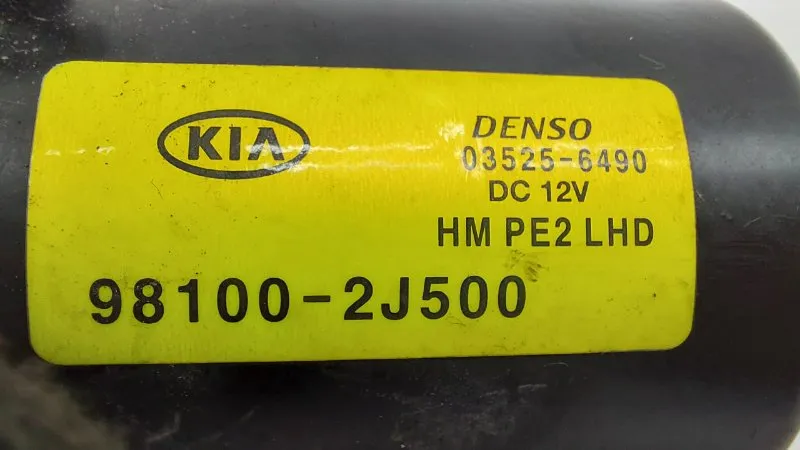 KIA
DENSO
03525-6490
DC 12V
HM PE2 LHD
98100-2J500